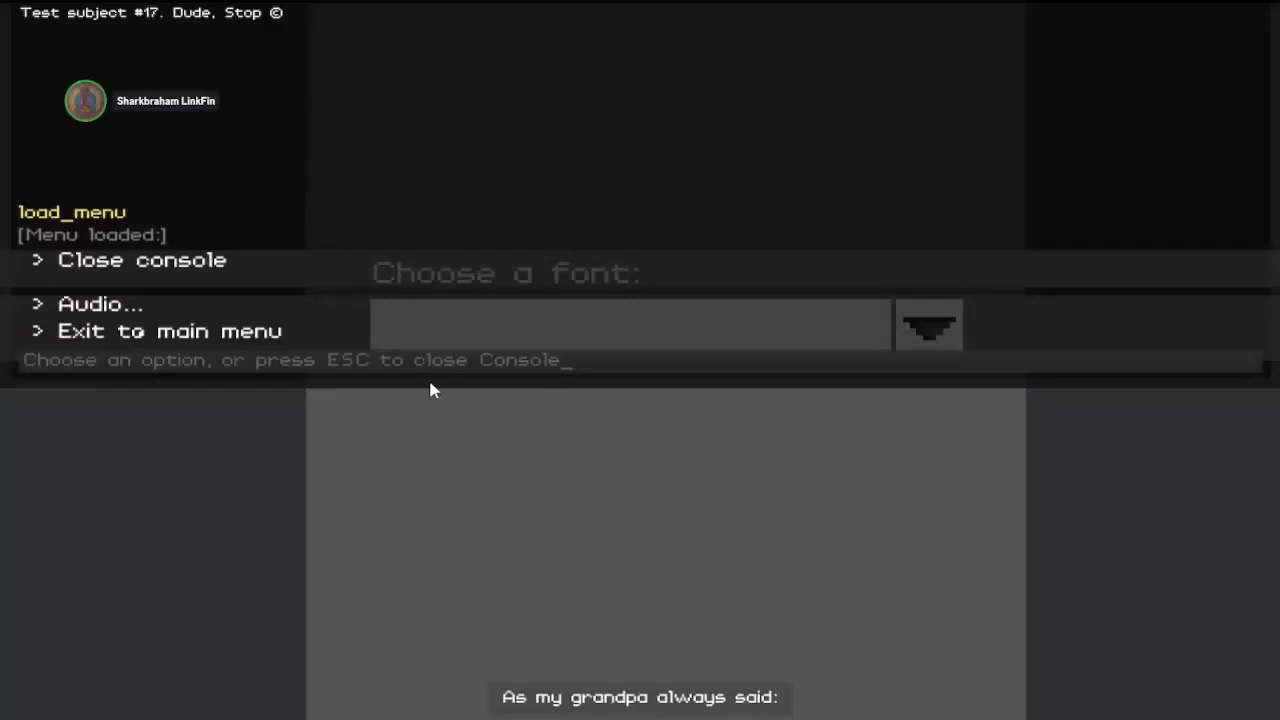 Test subject #17. Dude, Stop ©
Sharkbraham LinkFin
load_menu
[Menu loaded:]
> Close console
Choose a font:
> Audio...
> Exit to main menu
Choose an option, or press ESC to close Console_
As my grandpa always said: